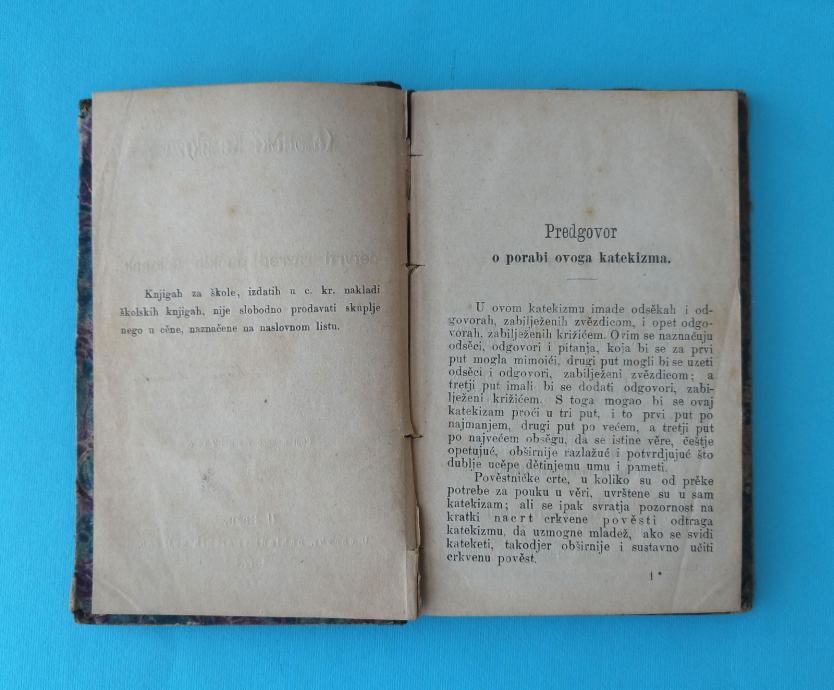 Knjigah za škole, izdatih u c. kr. nakladi
školskih knjigah, nije slobodno prodavati skuplje
nego u cěne, naznačene na naslovnom listu.
Predgovor
o porabi ovoga katekizma.
U ovom katekizmu imade odsěkah i od-
govorah, zabilježenih zvězdicom, i opet odgo-
vorah, zabilježenih križićem. Ovim se naznačuju
odsěci, odgovori i pitanja, koja bi se za prvi
put mogla mimoići, drugi put mogli bi se uzeti
odsěci i odgovori, zabilježeni zvězdicom; a
tretji put imali bi se dodati odgovori, zabi-
lježeni križićem. S toga mogao bi se ovaj
katekizam proći u tri put, i to prvi put po
najmanjem, drugi put po većem, a tretji put
po najvećem obsěgu, da se istine věre, češtje
opetujuć, obširnije razlažuć i potvrdjujuć što
dublje ucěpe dětinjemu umu i pameti.
Pověstničke crte, u koliko su od prěke
potrebe za pouku u věri, uvrštene su u sam
katekizam; ali se ipak svratja pozornost na
kratki nacrt crkvene pověsti odtraga
katekizmu, da uzmogne mladež, ako se svidi
kateketi, takodjer obširnije i sustavno učiti
crkvenu pověst.
1*